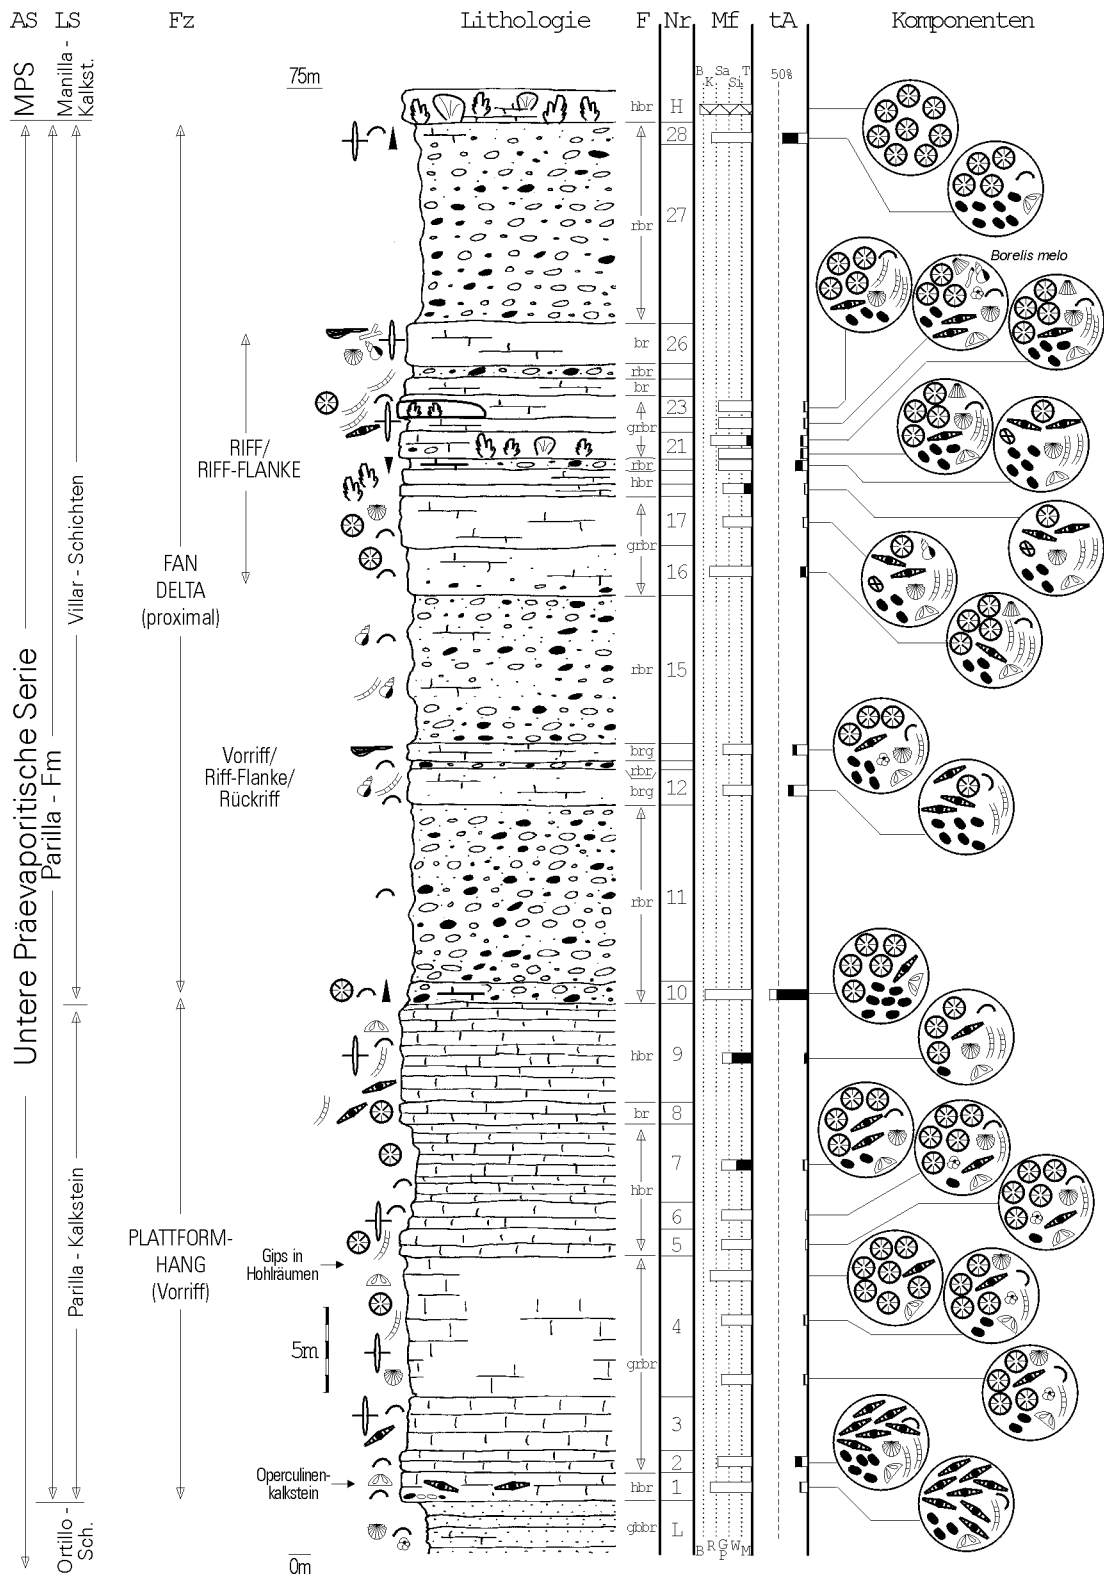 AS LS Fz Lithologie F Nr Mf tA Komponenten
MPS
Manilla -
Kalkst.
75m
B K Sa Si T
50%
hbr H
28
rbr 27
Borelis melo
br 26
rbr
br
23
grbr
21
rbr
hbr
17
grbr
16
RIFF/
RIFF-FLANKE
Untere Präevaporitische Serie
Parilla - Fm
Villar - Schichten
FAN
DELTA
(proximal)
rbr 15
Vorriff/
Riff-Flanke/
Rückriff
brg
rbr
brg 12
rbr 11
10
hbr 9
br 8
7
hbr
6
5
Parilla - Kalkstein
PLATTFORM-
HANG
(Vorriff)
Gips in
Hohlräumen
5m
4
grbr
3
2
Operculinen-
kalkstein
hbr 1
Ortillo -
Sch.
gbbr L
0m
B R G P W M